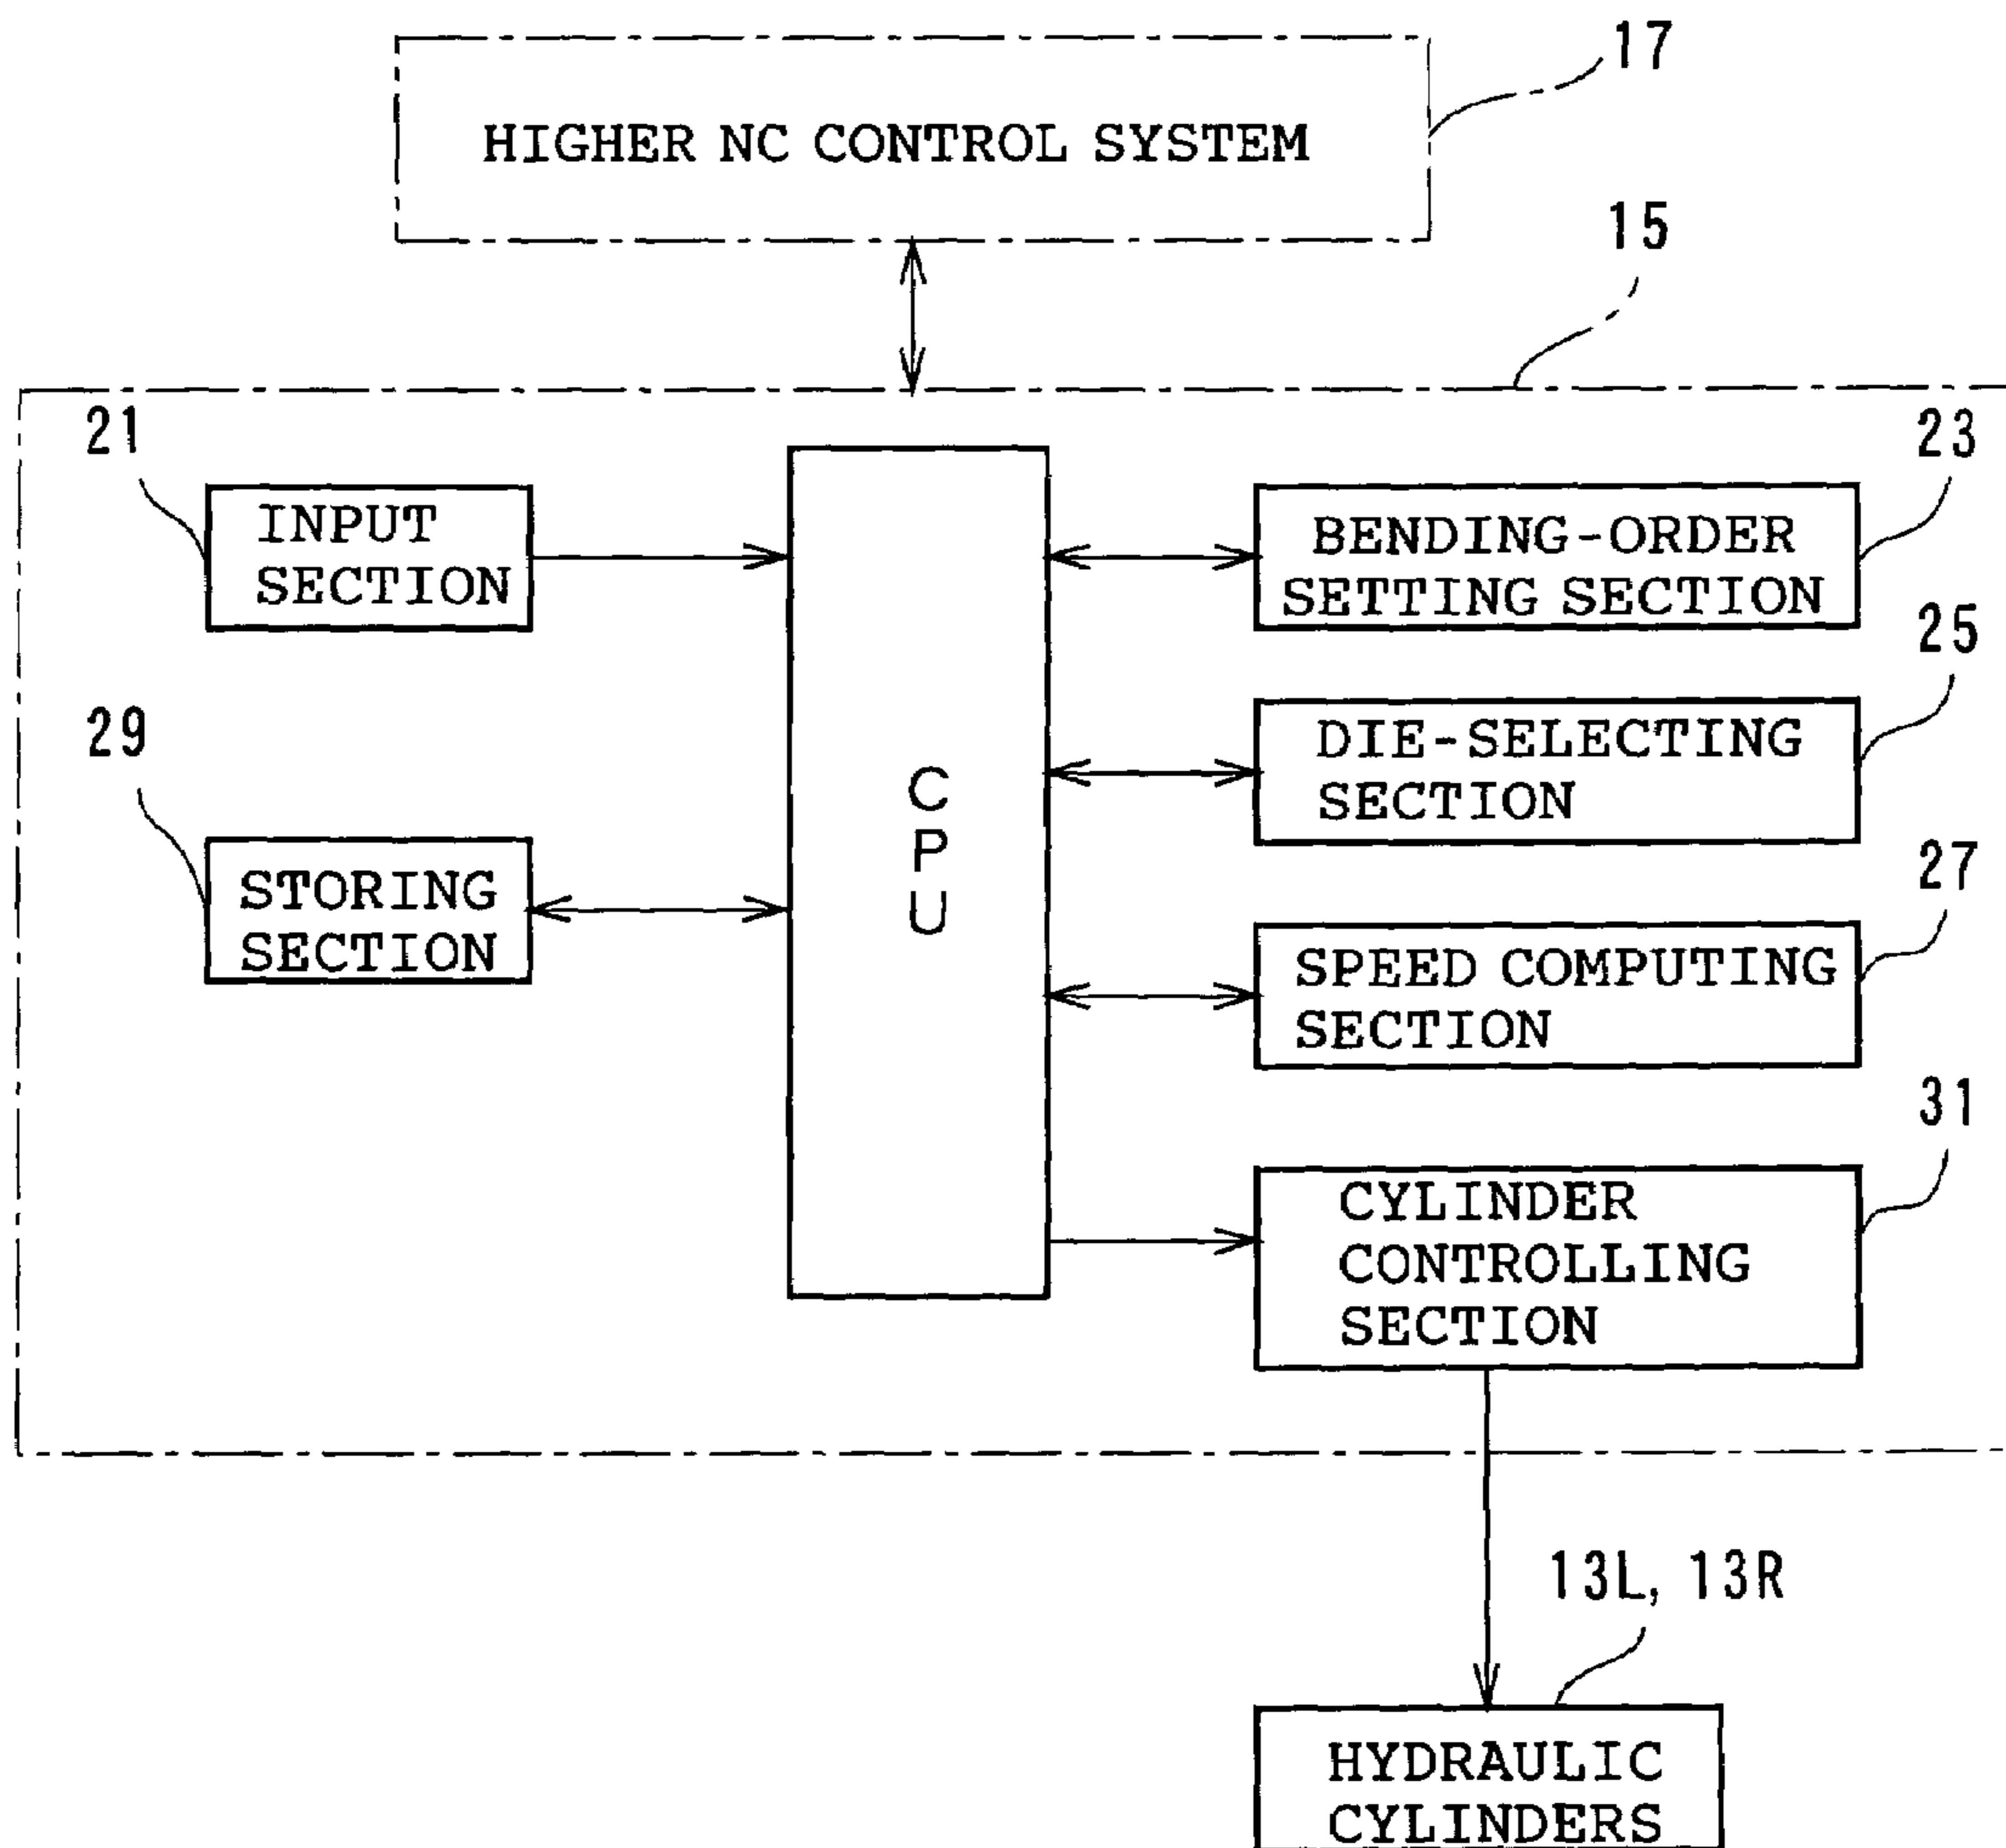 17
HIGHER NC CONTROL SYSTEM
15
21
INPUT
SECTION
23
BENDING-ORDER
SETTING SECTION
25
DIE-SELECTING
SECTION
29
STORING
SECTION
C
P
U
27
SPEED COMPUTING
SECTION
31
CYLINDER
CONTROLLING
SECTION
13L, 13R
HYDRAULIC
CYLINDERS